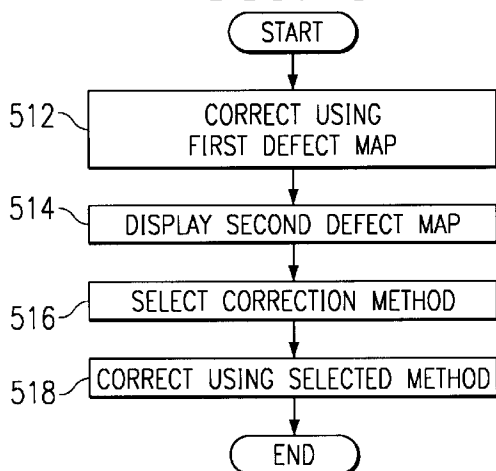 START
512
CORRECT USING
FIRST DEFECT MAP
514
DISPLAY SECOND DEFECT MAP
516
SELECT CORRECTION METHOD
518
CORRECT USING SELECTED METHOD
END